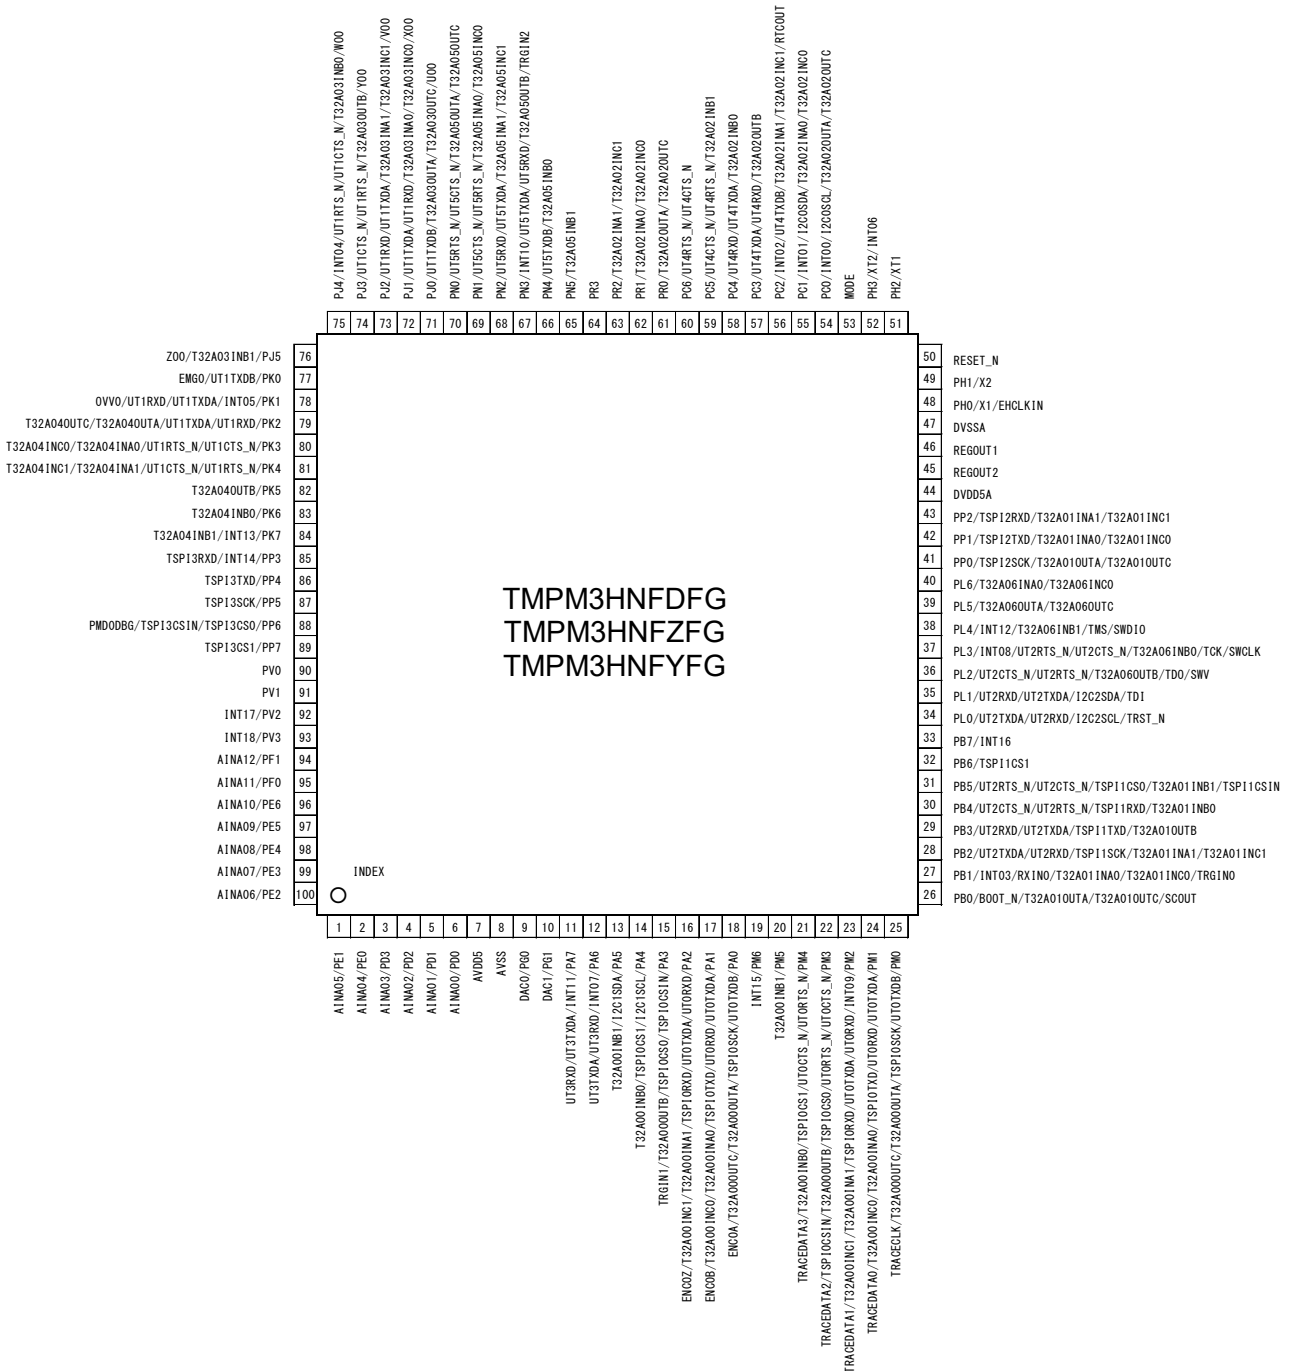 PJ4/INT04/UT1RTS_N/UT1CTS_N/T32A03INB0/WO0
PJ3/UT1CTS_N/UT1RTS_N/T32A03OUTB/YO0
PJ2/UT1RXD/UT1TXDA/T32A03INA1/T32A03INC1/VO0
PJ1/UT1TXDA/UT1RXD/T32A03INA0/T32A03INC0/XO0
PJ0/UT1TXDB/T32A03OUTA/T32A03OUTC/UO0
PN0/UT5RTS_N/UT5CTS_N/T32A05OUTA/T32A05OUTC
PN1/UT5CTS_N/UT5RTS_N/T32A05INA0/T32A05INC0
PN2/UT5RXD/UT5TXDA/T32A05INA1/T32A05INC1
PN3/INT10/UT5TXDA/UT5RXD/T32A05OUTB/TRGIN2
PN4/UT5TXDB/T32A05INB0
PN5/T32A05INB1
PR3
PR2/T32A02INA1/T32A02INC1
PR1/T32A02INA0/T32A02INC0
PR0/T32A02OUTA/T32A02OUTC
PC6/UT4RTS_N/UT4CTS_N
PC5/UT4CTS_N/UT4RTS_N/T32A02INB1
PC4/UT4RXD/UT4TXDA/T32A02INB0
PC3/UT4TXDA/UT4RXD/T32A02OUTB
PC2/INT02/UT4TXDB/T32A02INA1/T32A02INC1/RTCOUT
PC1/INT01/I2C0SDA/T32A02INA0/T32A02INC0
PC0/INT00/I2C0SCL/T32A02OUTA/T32A02OUTC
MODE
PH3/XT2/INT06
PH2/XT1
75 74 73 72 71 70 69 68 67 66 65 64 63 62 61 60 59 58 57 56 55 54 53 52 51
ZO0/T32A03INB1/PJ5 76
EMG0/UT1TXDB/PK0 77
OVV0/UT1RXD/UT1TXDA/INT05/PK1 78
T32A04OUTC/T32A04OUTA/UT1TXDA/UT1RXD/PK2 79
T32A04INC0/T32A04INA0/UT1RTS_N/UT1CTS_N/PK3 80
T32A04INC1/T32A04INA1/UT1CTS_N/UT1RTS_N/PK4 81
T32A04OUTB/PK5 82
T32A04INB0/PK6 83
T32A04INB1/INT13/PK7 84
TSPI3RXD/INT14/PP3 85
TSPI3TXD/PP4 86
TSPI3SCK/PP5 87
PMD0DBG/TSPI3CSIN/TSPI3CS0/PP6 88
TSPI3CS1/PP7 89
PV0 90
PV1 91
INT17/PV2 92
INT18/PV3 93
AINA12/PF1 94
AINA11/PF0 95
AINA10/PE6 96
AINA09/PE5 97
AINA08/PE4 98
AINA07/PE3 99
AINA06/PE2 100
TMPM3HNFDFG
TMPM3HNFZFG
TMPM3HNFYFG
INDEX
50 RESET_N
49 PH1/X2
48 PH0/X1/EHCLKIN
47 DVSSA
46 REGOUT1
45 REGOUT2
44 DVDD5A
43 PP2/TSPI2RXD/T32A01INA1/T32A01INC1
42 PP1/TSPI2TXD/T32A01INA0/T32A01INC0
41 PP0/TSPI2SCK/T32A01OUTA/T32A01OUTC
40 PL6/T32A06INA0/T32A06INC0
39 PL5/T32A06OUTA/T32A06OUTC
38 PL4/INT12/T32A06INB1/TMS/SWDIO
37 PL3/INT08/UT2RTS_N/UT2CTS_N/T32A06INB0/TCK/SWCLK
36 PL2/UT2CTS_N/UT2RTS_N/T32A06OUTB/TDO/SWV
35 PL1/UT2RXD/UT2TXDA/I2C2SDA/TDI
34 PL0/UT2TXDA/UT2RXD/I2C2SCL/TRST_N
33 PB7/INT16
32 PB6/TSPI1CS1
31 PB5/UT2RTS_N/UT2CTS_N/TSPI1CS0/T32A01INB1/TSPI1CSIN
30 PB4/UT2CTS_N/UT2RTS_N/TSPI1RXD/T32A01INB0
29 PB3/UT2RXD/UT2TXDA/TSPI1TXD/T32A01OUTB
28 PB2/UT2TXDA/UT2RXD/TSPI1SCK/T32A01INA1/T32A01INC1
27 PB1/INT03/RXIN0/T32A01INA0/T32A01INC0/TRGIN0
26 PB0/BOOT_N/T32A01OUTA/T32A01OUTC/SCOUT
1 2 3 4 5 6 7 8 9 10 11 12 13 14 15 16 17 18 19 20 21 22 23 24 25
AINA05/PE1
AINA04/PE0
AINA03/PD3
AINA02/PD2
AINA01/PD1
AINA00/PD0
AVDD5
AVSS
DAC0/PG0
DAC1/PG1
UT3RXD/UT3TXDA/INT11/PA7
UT3TXDA/UT3RXD/INT07/PA6
T32A00INB1/I2C1SDA/PA5
T32A00INB0/TSPI0CS1/I2C1SCL/PA4
TRGIN1/T32A00OUTB/TSPI0CS0/TSPI0CSIN/PA3
ENC0Z/T32A00INC1/T32A00INA1/TSPI0RXD/UT0TXDA/UT0RXD/PA2
ENC0B/T32A00INC0/T32A00INA0/TSPI0TXD/UT0RXD/UT0TXDA/PA1
ENC0A/T32A00OUTC/T32A00OUTA/TSPI0SCK/UT0TXDB/PA0
INT15/PM6
T32A00INB1/PM5
TRACEDATA3/T32A00INB0/TSPI0CS1/UT0CTS_N/UT0RTS_N/PM4
TRACEDATA2/TSPI0CSIN/T32A00OUTB/TSPI0CS0/UT0RTS_N/UT0CTS_N/PM3
TRACEDATA1/T32A00INC1/T32A00INA1/TSPI0RXD/UT0TXDA/UT0RXD/INT09/PM2
TRACEDATA0/T32A00INC0/T32A00INA0/TSPI0TXD/UT0RXD/UT0TXDA/PM1
TRACECLK/T32A00OUTC/T32A00OUTA/TSPI0SCK/UT0TXDB/PM0